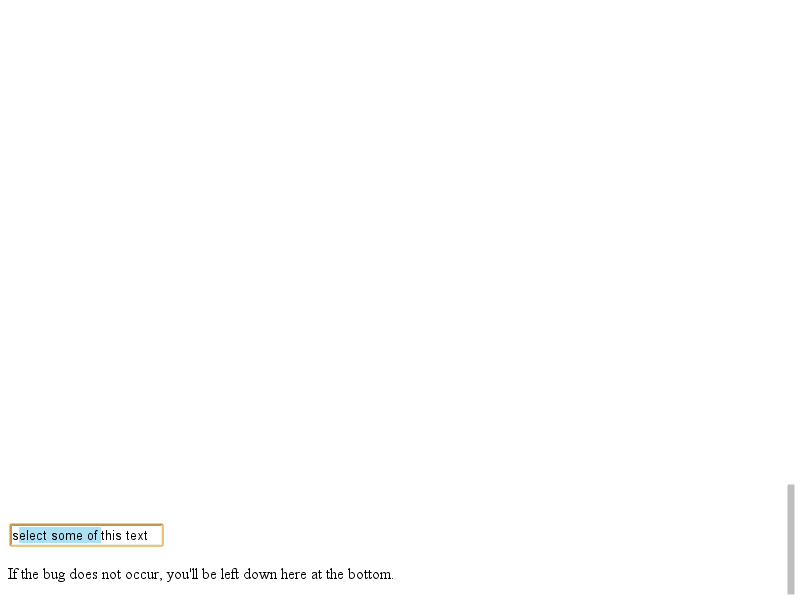 select some of this text
If the bug does not occur, you'll be left down here at the bottom.